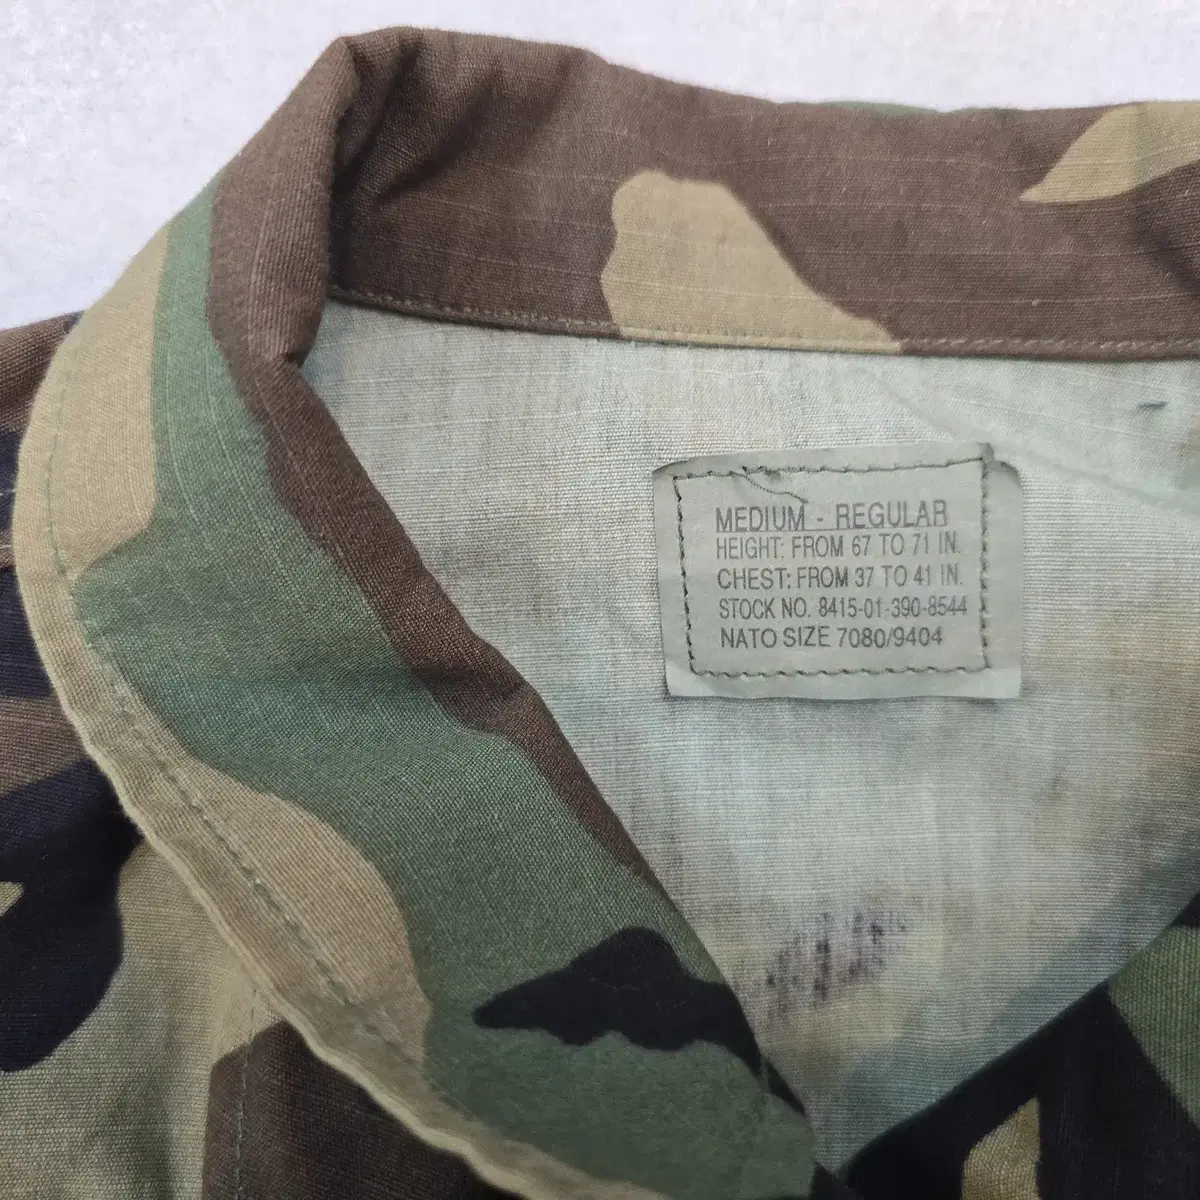 MEDIUM - REGULAR
HEIGHT: FROM 67 TO 71 IN.
CHEST: FROM 37 TO 41 IN.
STOCK NO. 8415-01-390-8544
NATO SIZE 7080/9404